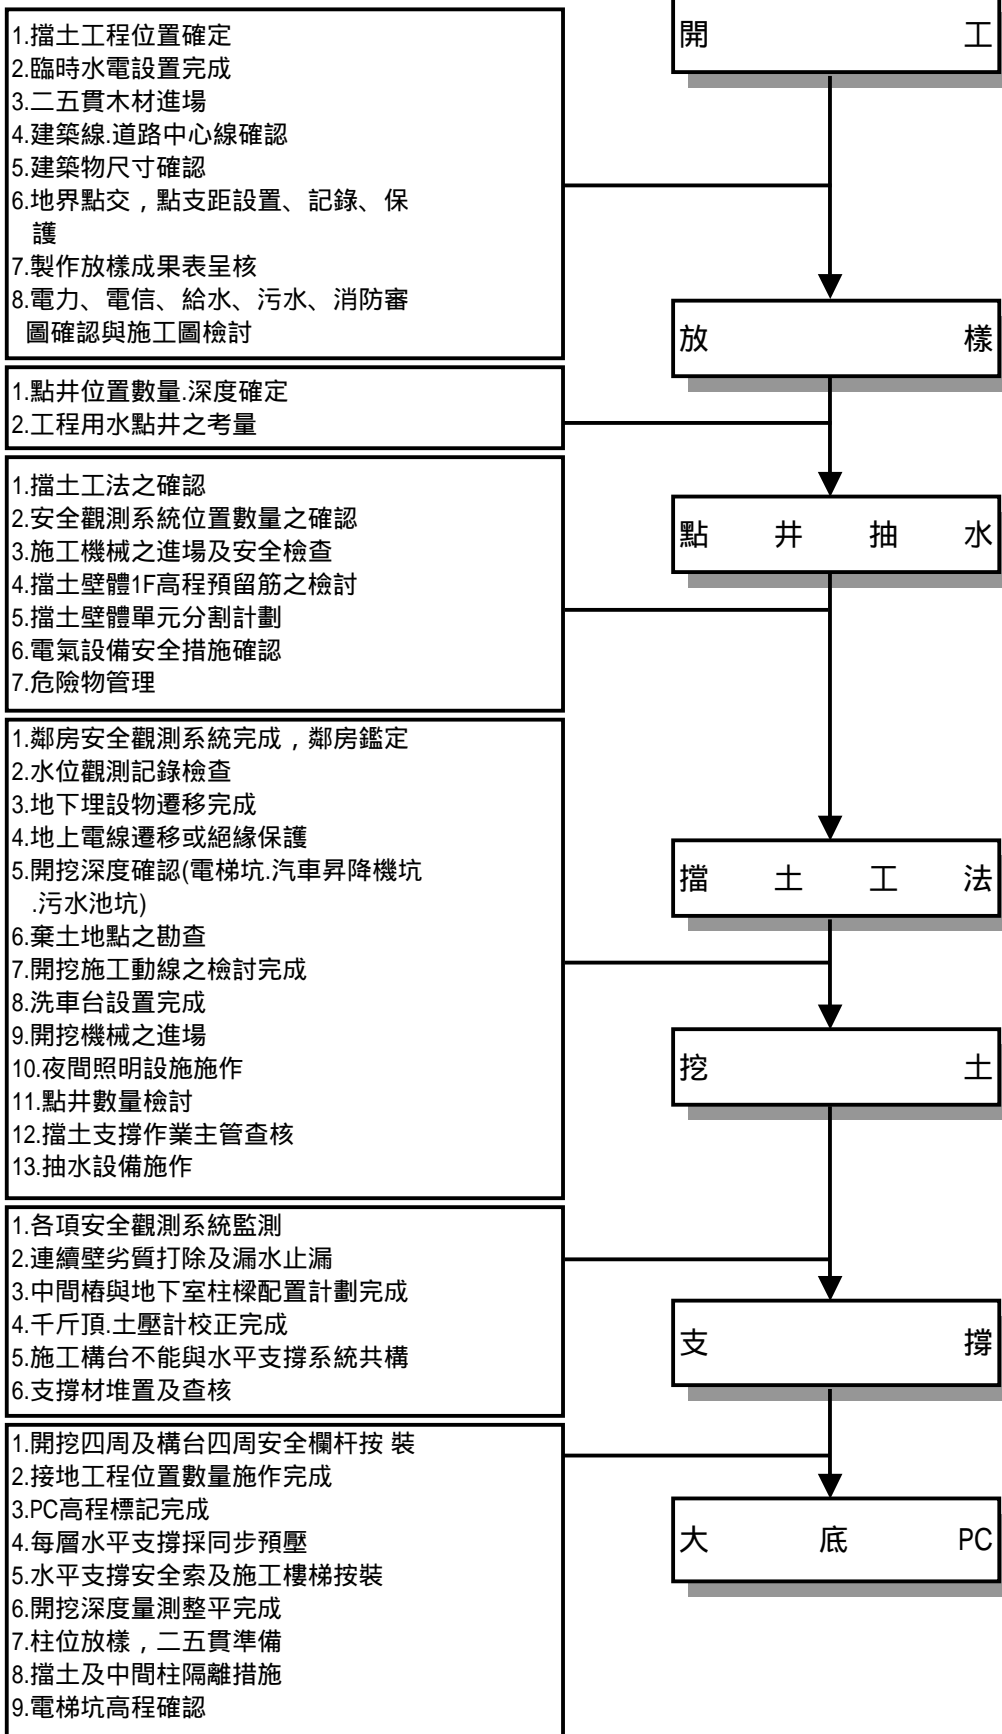 開工
1.擋土工程位置確定
2.臨時水電設置完成
3.二五貫木材進場
4.建築線.道路中心線確認
5.建築物尺寸確認
6.地界點交，點支距設置、記錄、保
護
7.製作放樣成果表呈核
8.電力、電信、給水、污水、消防審
圖確認與施工圖檢討
放樣
1.點井位置數量.深度確定
2.工程用水點井之考量
點井抽水
1.擋土工法之確認
2.安全觀測系統位置數量之確認
3.施工機械之進場及安全檢查
4.擋土壁體1F高程預留筋之檢討
5.擋土壁體單元分割計劃
6.電氣設備安全措施確認
7.危險物管理
擋土工法
1.鄰房安全觀測系統完成，鄰房鑑定
2.水位觀測記錄檢查
3.地下埋設物遷移完成
4.地上電線遷移或絕緣保護
5.開挖深度確認(電梯坑.汽車昇降機坑
.污水池坑)
6.棄土地點之勘查
7.開挖施工動線之檢討完成
8.洗車台設置完成
9.開挖機械之進場
10.夜間照明設施施作
11.點井數量檢討
12.擋土支撐作業主管查核
13.抽水設備施作
挖土
1.各項安全觀測系統監測
2.連續壁劣質打除及漏水止漏
3.中間樁與地下室柱樑配置計劃完成
4.千斤頂.土壓計校正完成
5.施工構台不能與水平支撐系統共構
6.支撐材堆置及查核
支撐
1.開挖四周及構台四周安全欄杆按 裝
2.接地工程位置數量施作完成
3.PC高程標記完成
4.每層水平支撐採同步預壓
5.水平支撐安全索及施工樓梯按裝
6.開挖深度量測整平完成
7.柱位放樣，二五貫準備
8.擋土及中間柱隔離措施
9.電梯坑高程確認
大底PC